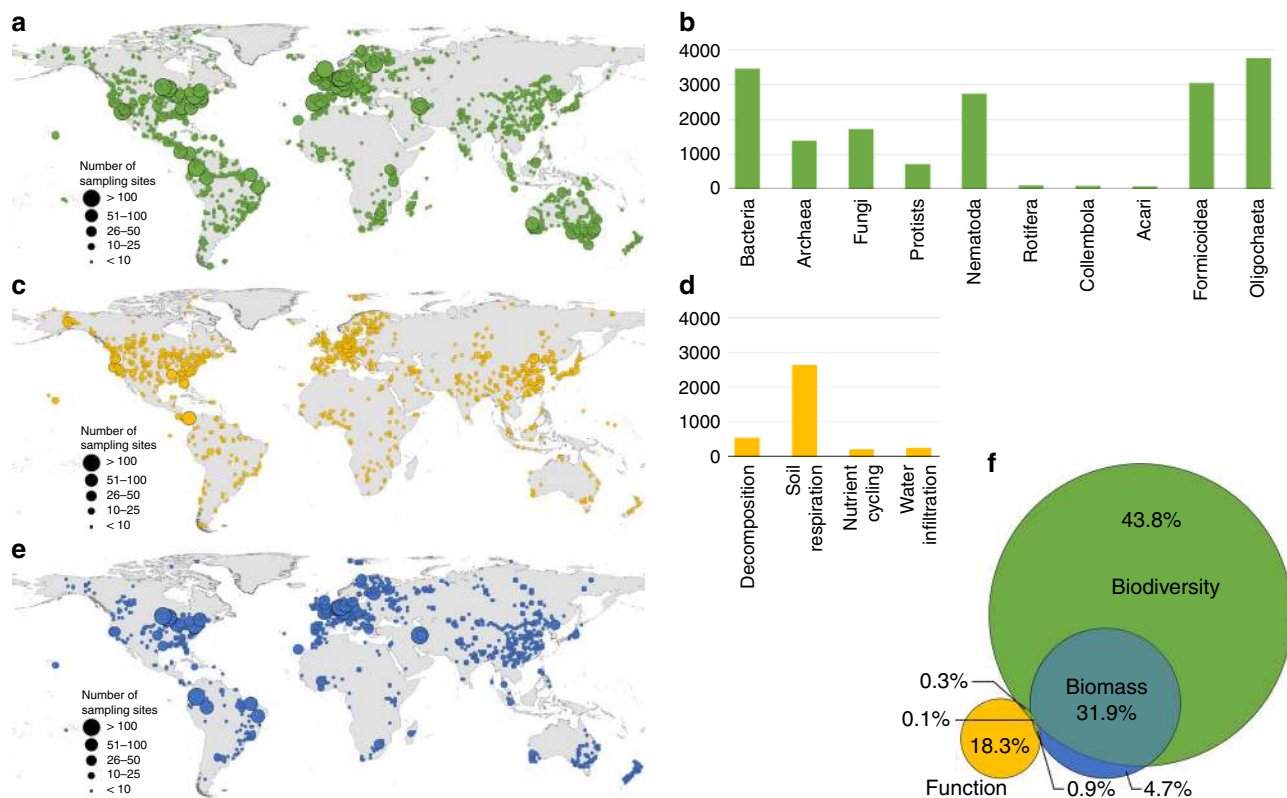 a
Number of
sampling sites
> 100
51–100
26–50
10–25
< 10
b
4000
3000
2000
1000
0
Bacteria
Archaea
Fungi
Protists
Nematoda
Rotifera
Collembola
Acari
Formicoidea
Oligochaeta
c
Number of
sampling sites
> 100
51–100
26–50
10–25
< 10
d
4000
3000
2000
1000
0
Decomposition
Soil
respiration
Nutrient
cycling
Water
infiltration
e
Number of
sampling sites
> 100
51–100
26–50
10–25
< 10
f
43.8%
Biodiversity
Biomass
31.9%
0.3%
0.1%
18.3%
Function
0.9%
4.7%